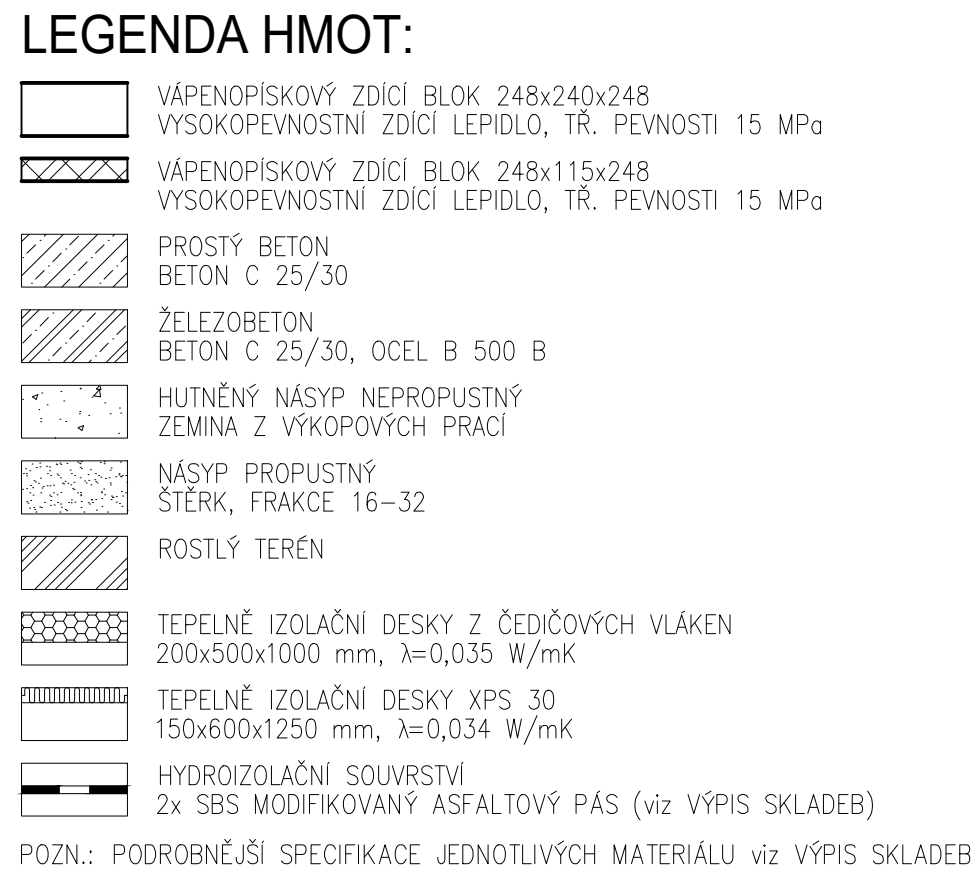 LEGENDA HMOT:
VÁPENOPÍSKOVÝ ZDÍCÍ BLOK 248x240x248
VYSOKOPEVNOSTNÍ ZDÍCÍ LEPIDLO, TŘ. PEVNOSTI 15 MPa
VÁPENOPÍSKOVÝ ZDÍCÍ BLOK 248x115x248
VYSOKOPEVNOSTNÍ ZDÍCÍ LEPIDLO, TŘ. PEVNOSTI 15 MPa
PROSTÝ BETON
BETON C 25/30
ŽELEZOBETON
BETON C 25/30, OCEL B 500 B
HUTNĚNÝ NÁSYP NEPROPUSTNÝ
ZEMINA Z VÝKOPOVÝCH PRACÍ
NÁSYP PROPUSTNÝ
ŠTĚRK, FRAKCE 16-32
ROSTLÝ TERÉN
TEPELNĚ IZOLAČNÍ DESKY Z ČEDIČOVÝCH VLÁKEN
200x500x1000 mm, λ=0,035 W/mK
TEPELNĚ IZOLAČNÍ DESKY XPS 30
150x600x1250 mm, λ=0,034 W/mK
HYDROIZOLAČNÍ SOUVRSTVÍ
2x SBS MODIFIKOVANÝ ASFALTOVÝ PÁS (viz VÝPIS SKLADEB)
POZN.: PODROBNĚJŠÍ SPECIFIKACE JEDNOTLIVÝCH MATERIÁLU viz VÝPIS SKLADEB